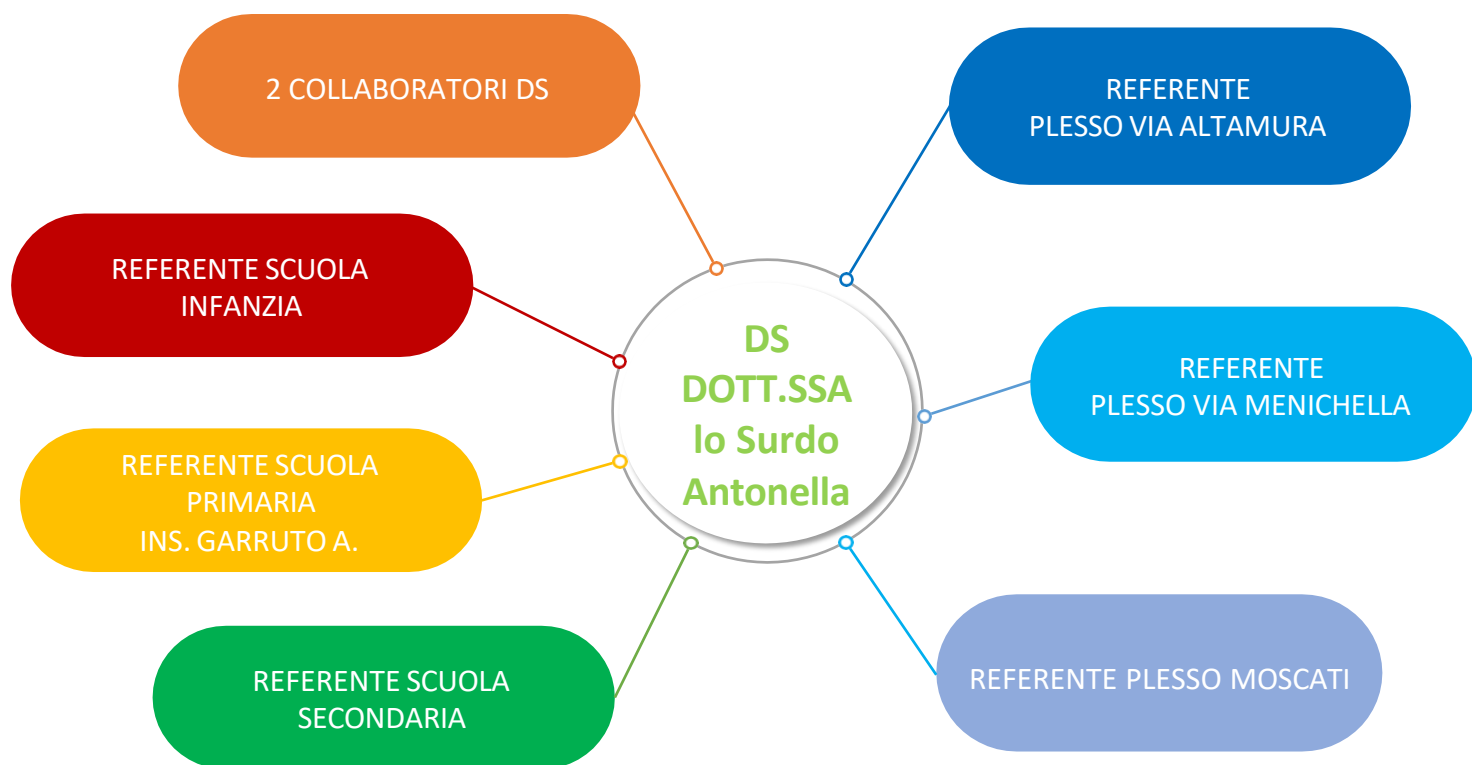 2 COLLABORATORI DS
REFERENTE SCUOLA
INFANZIA
REFERENTE SCUOLA
PRIMARIA
INS. GARRUTO A.
REFERENTE SCUOLA
SECONDARIA
DS
DOTT.SSA
lo Surdo
Antonella
REFERENTE
PLESSO VIA ALTAMURA
REFERENTE
PLESSO VIA MENICHELLA
REFERENTE PLESSO MOSCATI